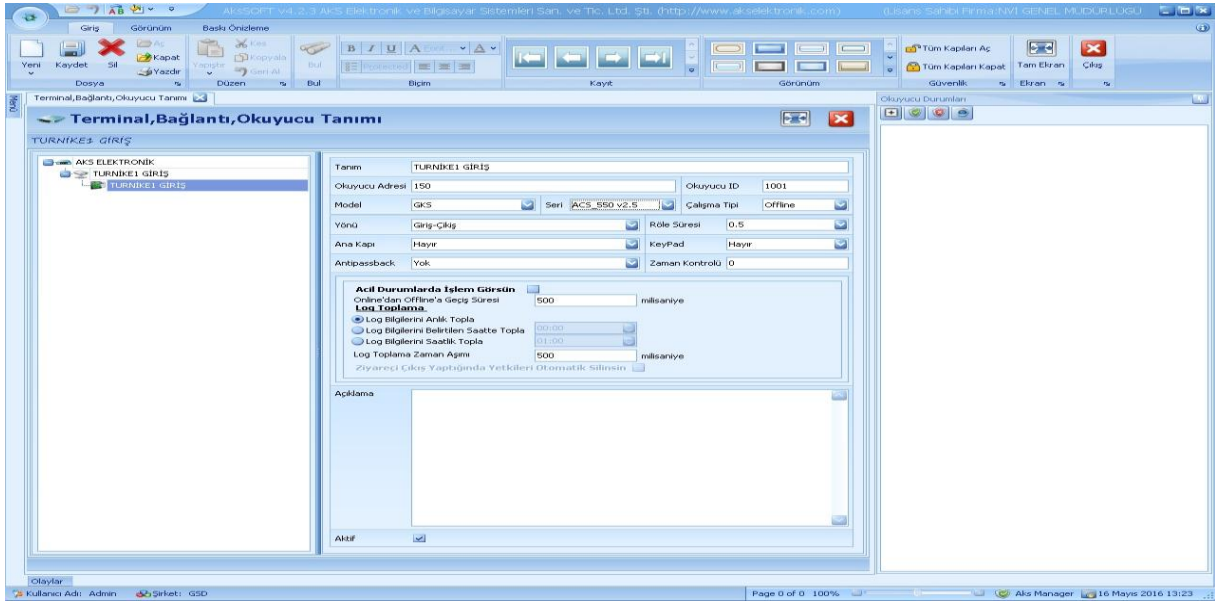 AksSOFT v4.2.3 AKS Elektronik ve Bilgisayar Sistemleri San. ve Tic. Ltd. Şti. (http://www.akselektronik.com) (Lisans Sahibi Firma:NVİ GENEL MÜDÜRLÜĞÜ
Giriş Görünüm Baskı Önizleme
Yeni Kaydet Sil Aç Kapat Yazdır
Yapıştır Kes Kopyala Geri Al
Bul
Tüm Kapıları Aç
Tüm Kapıları Kapat
Tam Ekran Çıkış
Dosya Düzen Bul Biçim Kayıt Görünüm Güvenlik Ekran
Menü
Terminal,Bağlantı,Okuyucu Tanımı
Okuyucu Durumları
Terminal,Bağlantı,Okuyucu Tanımı
TURNİKE1 GİRİŞ
AKS ELEKTRONİK
TURNİKE1 GİRİŞ
TURNİKE1 GİRİŞ
Tanım TURNİKE1 GİRİŞ
Okuyucu Adresi 150 Okuyucu ID 1001
Model GKS Seri ACS_550 v2.5 Çalışma Tipi Offline
Yönü Giriş-Çıkış Röle Süresi 0.5
Ana Kapı Hayır KeyPad Hayır
Antipassback Yok Zaman Kontrolü 0
Acil Durumlarda İşlem Görsün
Online'dan Offline'a Geçiş Süresi 500 milisaniye
Log Toplama
Log Bilgilerini Anlık Topla
Log Bilgilerini Belirtilen Saatte Topla 00:00
Log Bilgilerini Saatlik Topla 01:00
Log Toplama Zaman Aşımı 500 milisaniye
Ziyareçi Çıkış Yaptığında Yetkileri Otomatik Silinsin
Açıklama
Aktif
Olaylar
Kullanıcı Adı: Admin Şirket: GSD Page 0 of 0 100% Aks Manager 16 Mayıs 2016 13:23